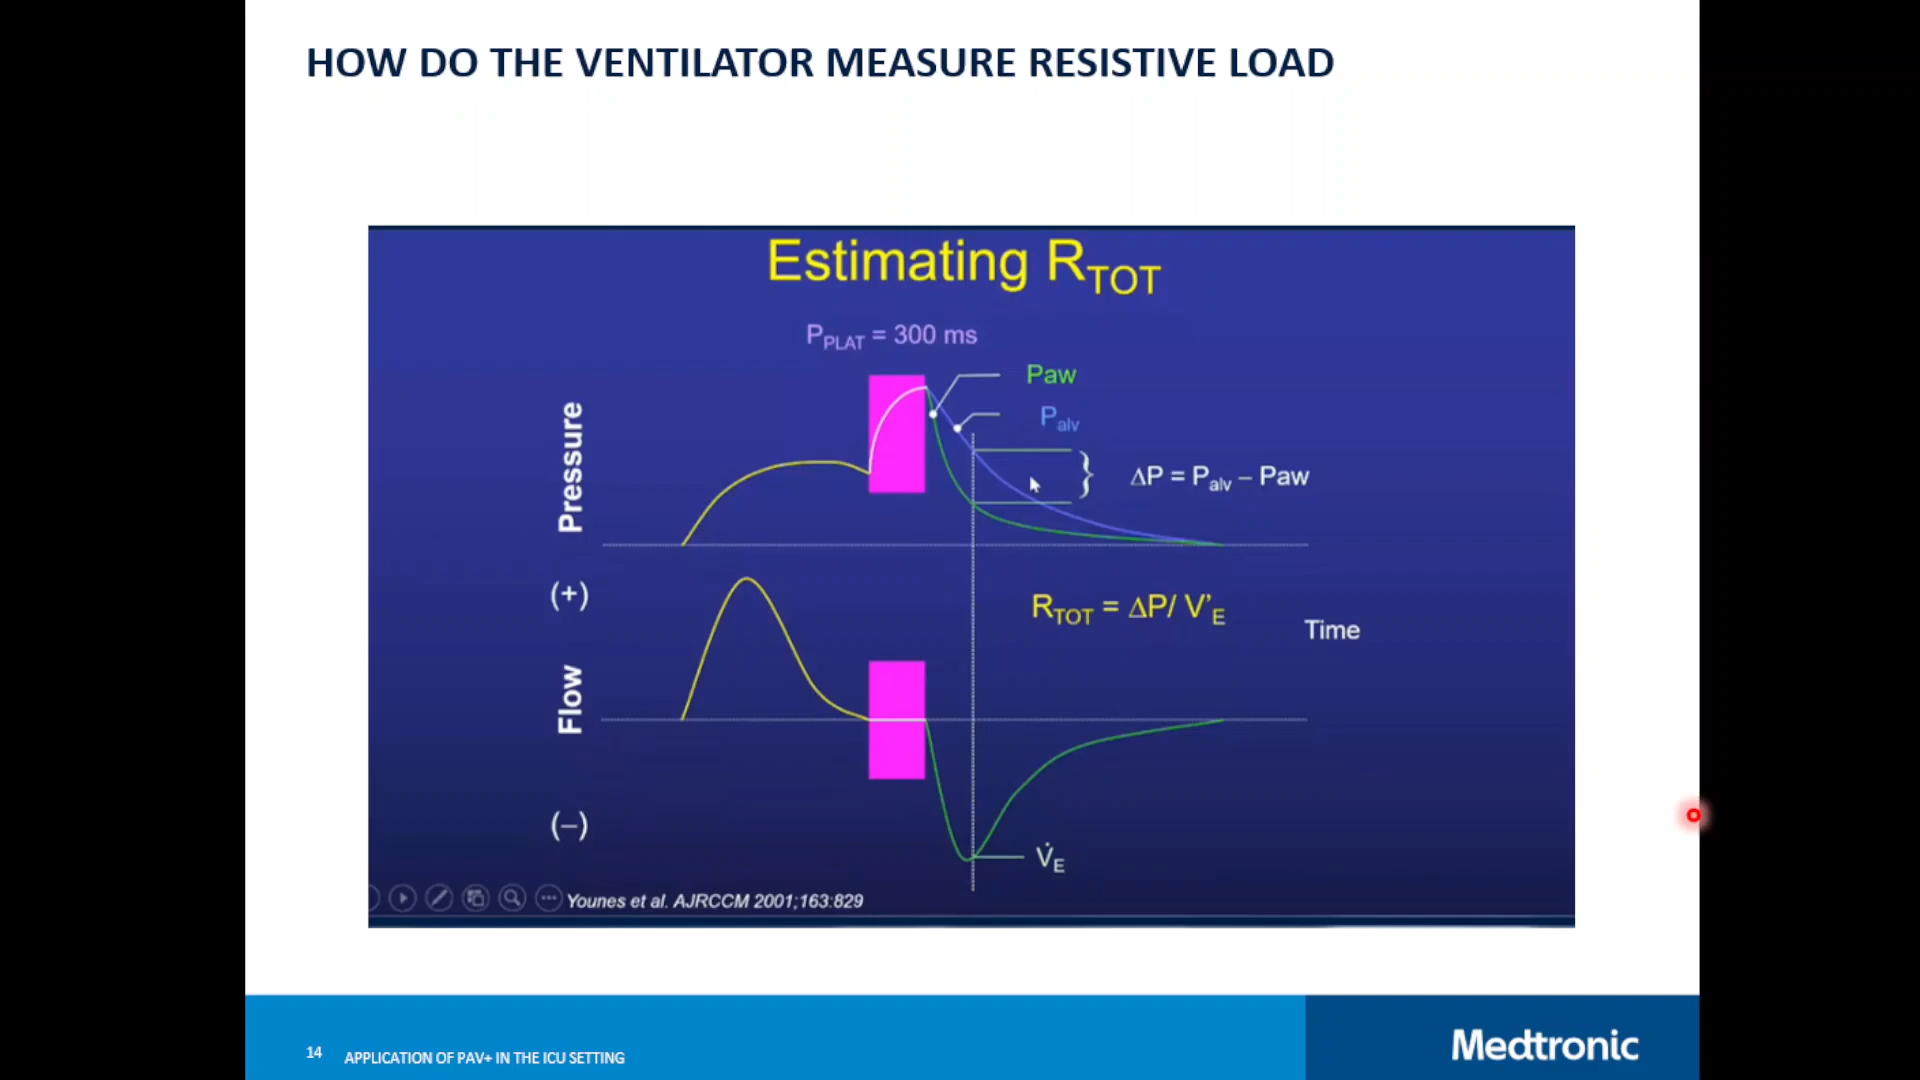 HOW DO THE VENTILATOR MEASURE RESISTIVE LOAD
Estimating R_TOT
P_PLAT = 300 ms
Paw
P_alv
Pressure
} ΔP = P_alv – Paw
(+)
R_TOT = ΔP/ V’_E
Time
Flow
(–)
V̇_E
Younes et al. AJRCCM 2001;163:829
14 APPLICATION OF PAV+ IN THE ICU SETTING
Medtronic